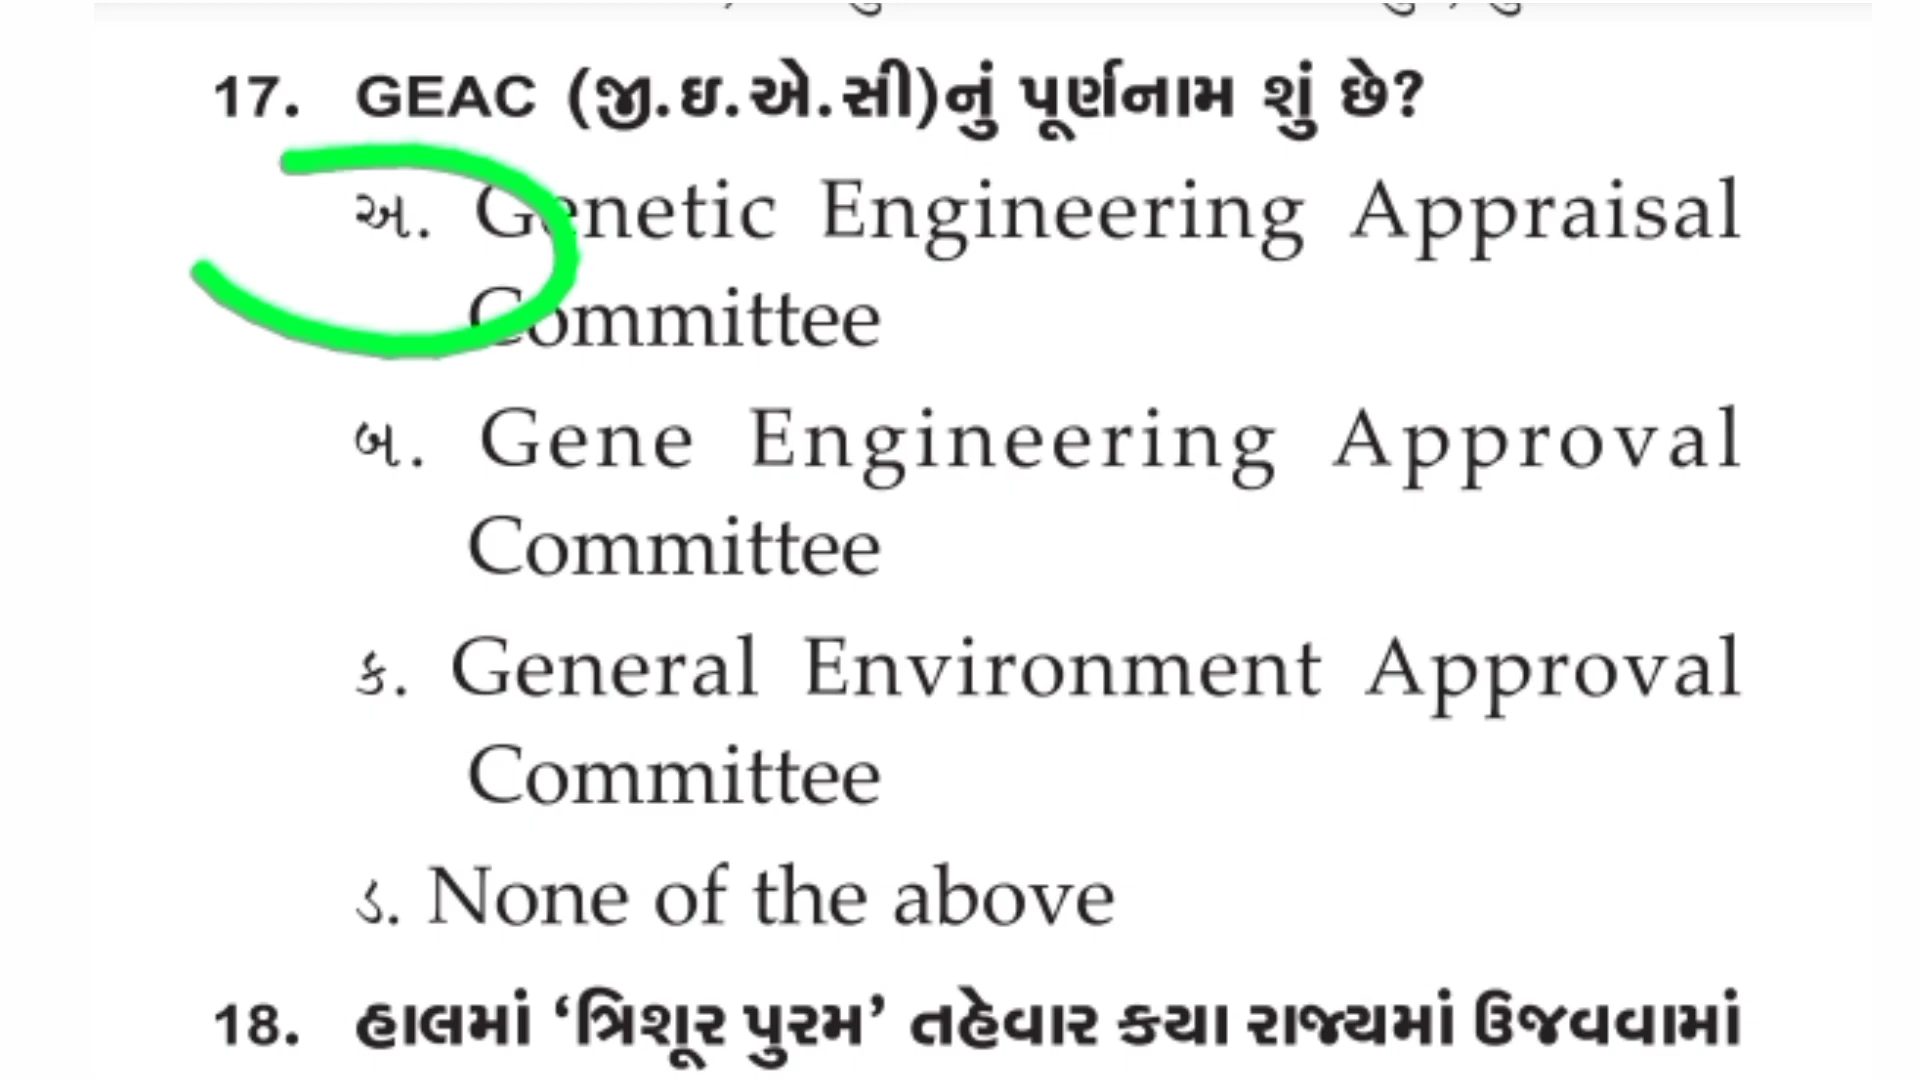 17. GEAC (જી.ઇ.એ.સી)નું પૂર્ણનામ શું છે?
અ. Genetic Engineering Appraisal
Committee
બ. Gene Engineering Approval
Committee
ક. General Environment Approval
Committee
ડ. None of the above
18. હાલમાં ‘ત્રિશૂર પુરમ’ તહેવાર કયા રાજ્યમાં ઉજવવામાં